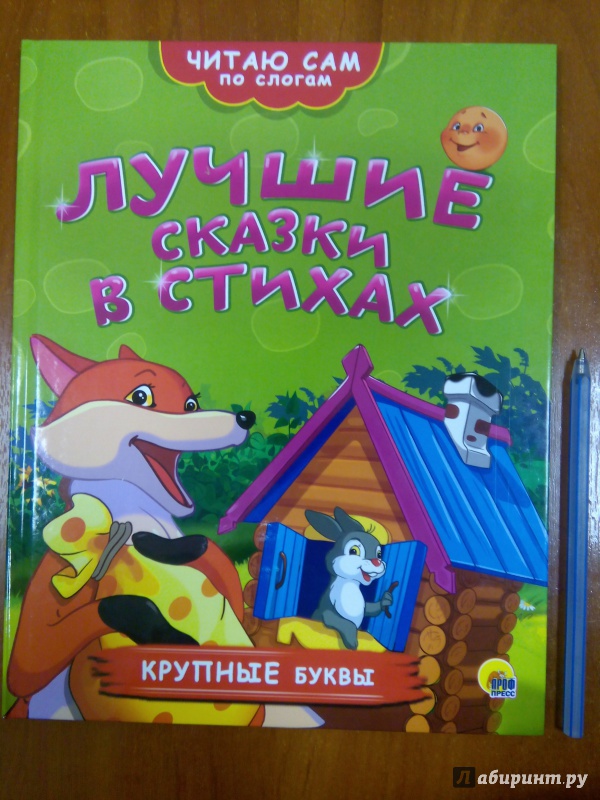 ЧИТАЮ САМ
ПО СЛОГАМ
ЛУЧШИЕ
СКАЗКИ
В СТИХАХ
КРУПНЫЕ БУКВЫ
ПРОФ
ПРЕСС
Лабиринт.ру